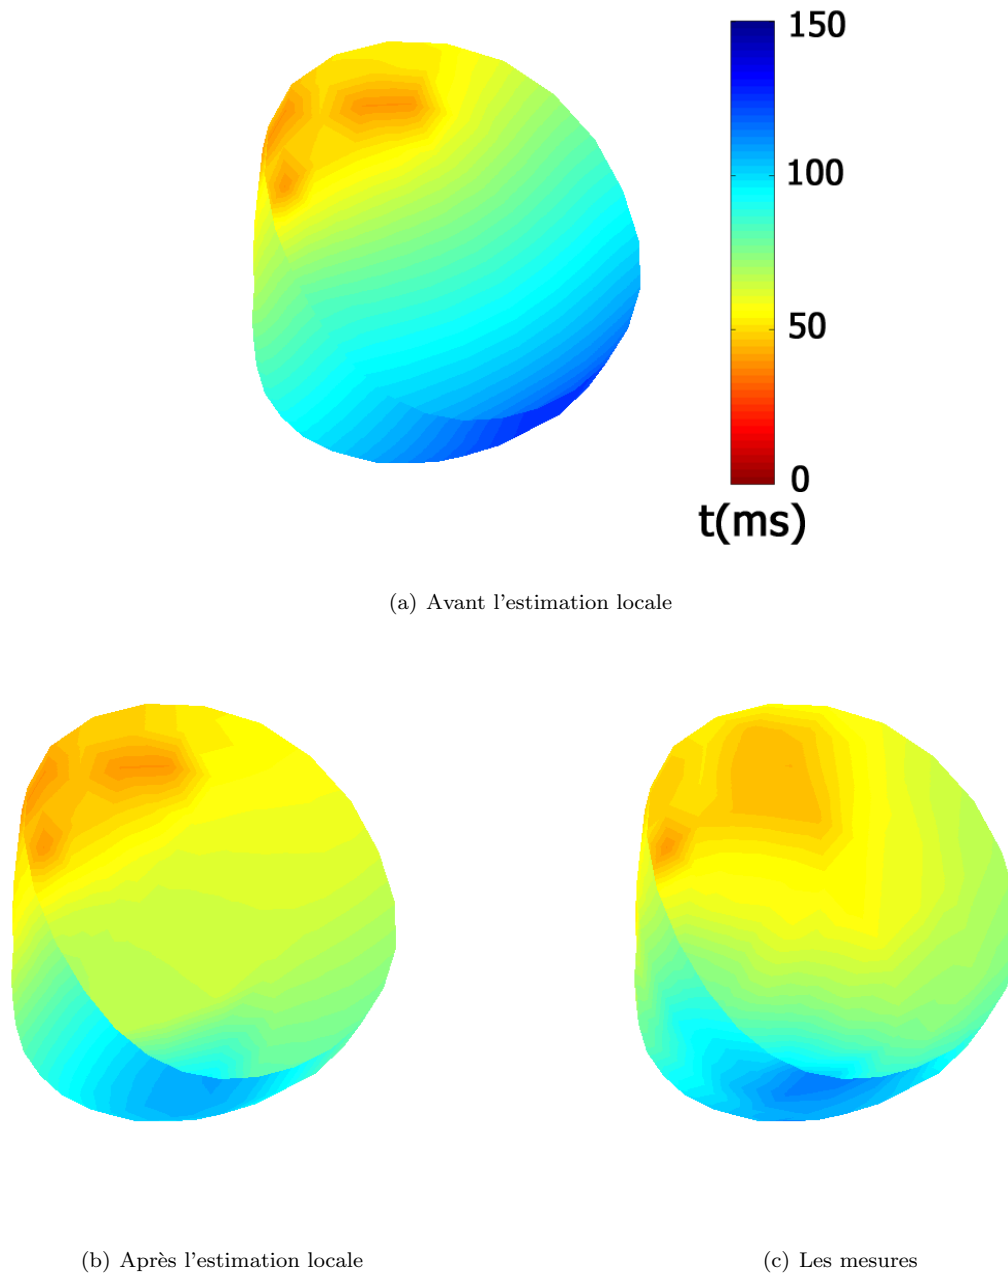 150
100
50
0
t(ms)
(a) Avant l'estimation locale
(b) Après l'estimation locale
(c) Les mesures